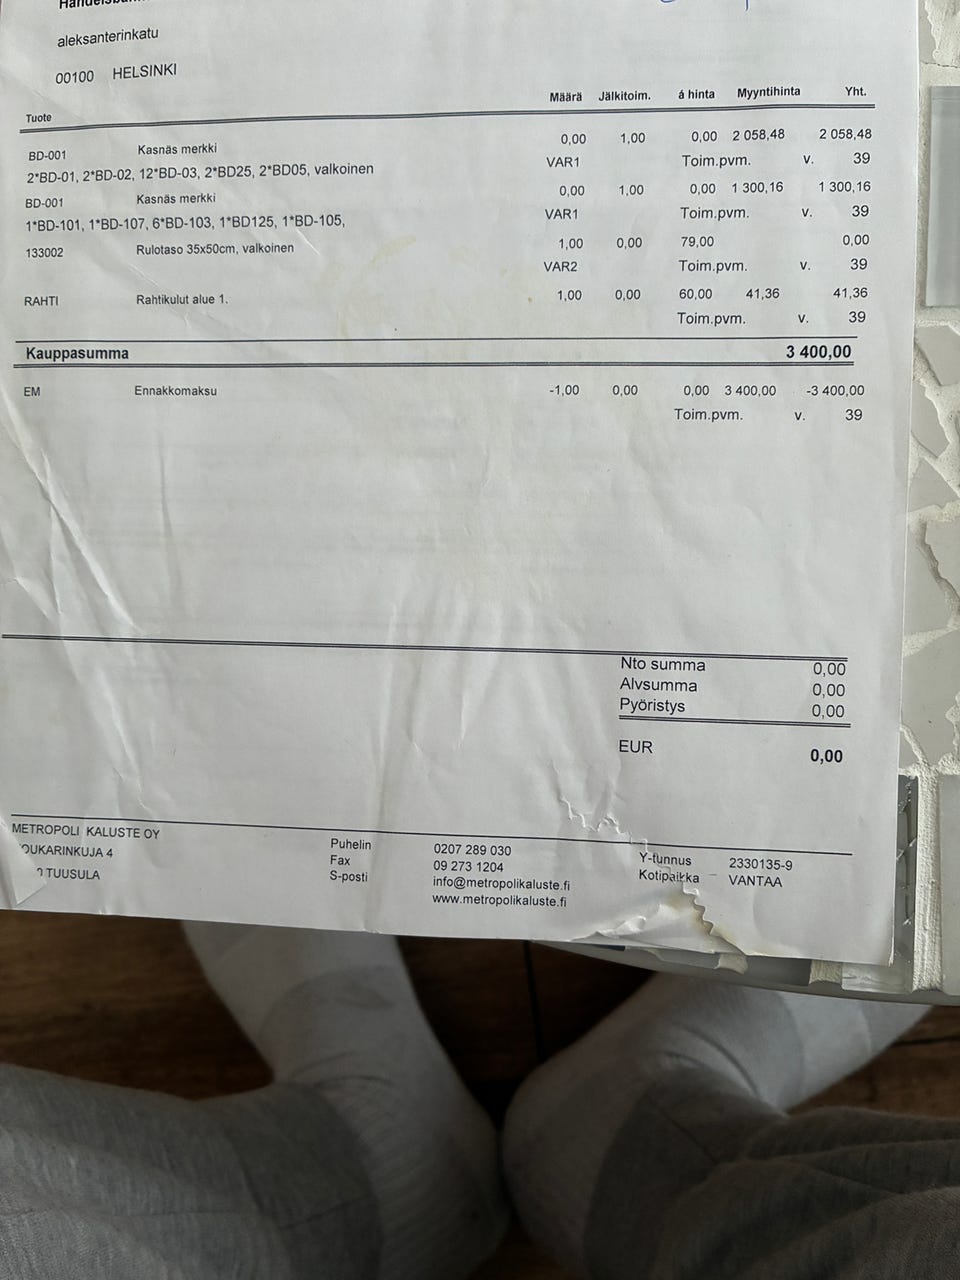 aleksanterinkatu
00100 HELSINKI
Tuote Määrä Jälkitoim. á hinta Myyntihinta Yht.
BD-001 Kasnäs merkki 0,00 1,00 0,00 2 058,48 2 058,48
2*BD-01, 2*BD-02, 12*BD-03, 2*BD25, 2*BD05, valkoinen VAR1 Toim.pvm. v. 39
BD-001 Kasnäs merkki 0,00 1,00 0,00 1 300,16 1 300,16
1*BD-101, 1*BD-107, 6*BD-103, 1*BD125, 1*BD-105, VAR1 Toim.pvm. v. 39
133002 Rulotaso 35x50cm, valkoinen 1,00 0,00 79,00 0,00
VAR2 Toim.pvm. v. 39
RAHTI Rahtikulut alue 1. 1,00 0,00 60,00 41,36 41,36
Toim.pvm. v. 39
Kauppasumma 3 400,00
EM Ennakkomaksu -1,00 0,00 0,00 3 400,00 -3 400,00
Toim.pvm. v. 39
Nto summa 0,00
Alvsumma 0,00
Pyöristys 0,00
EUR 0,00
METROPOLI KALUSTE OY
OUKARINKUJA 4
TUUSULA
Puhelin 0207 289 030
Fax 09 273 1204
S-posti info@metropolikaluste.fi
www.metropolikaluste.fi
Y-tunnus 2330135-9
Kotipaikka VANTAA